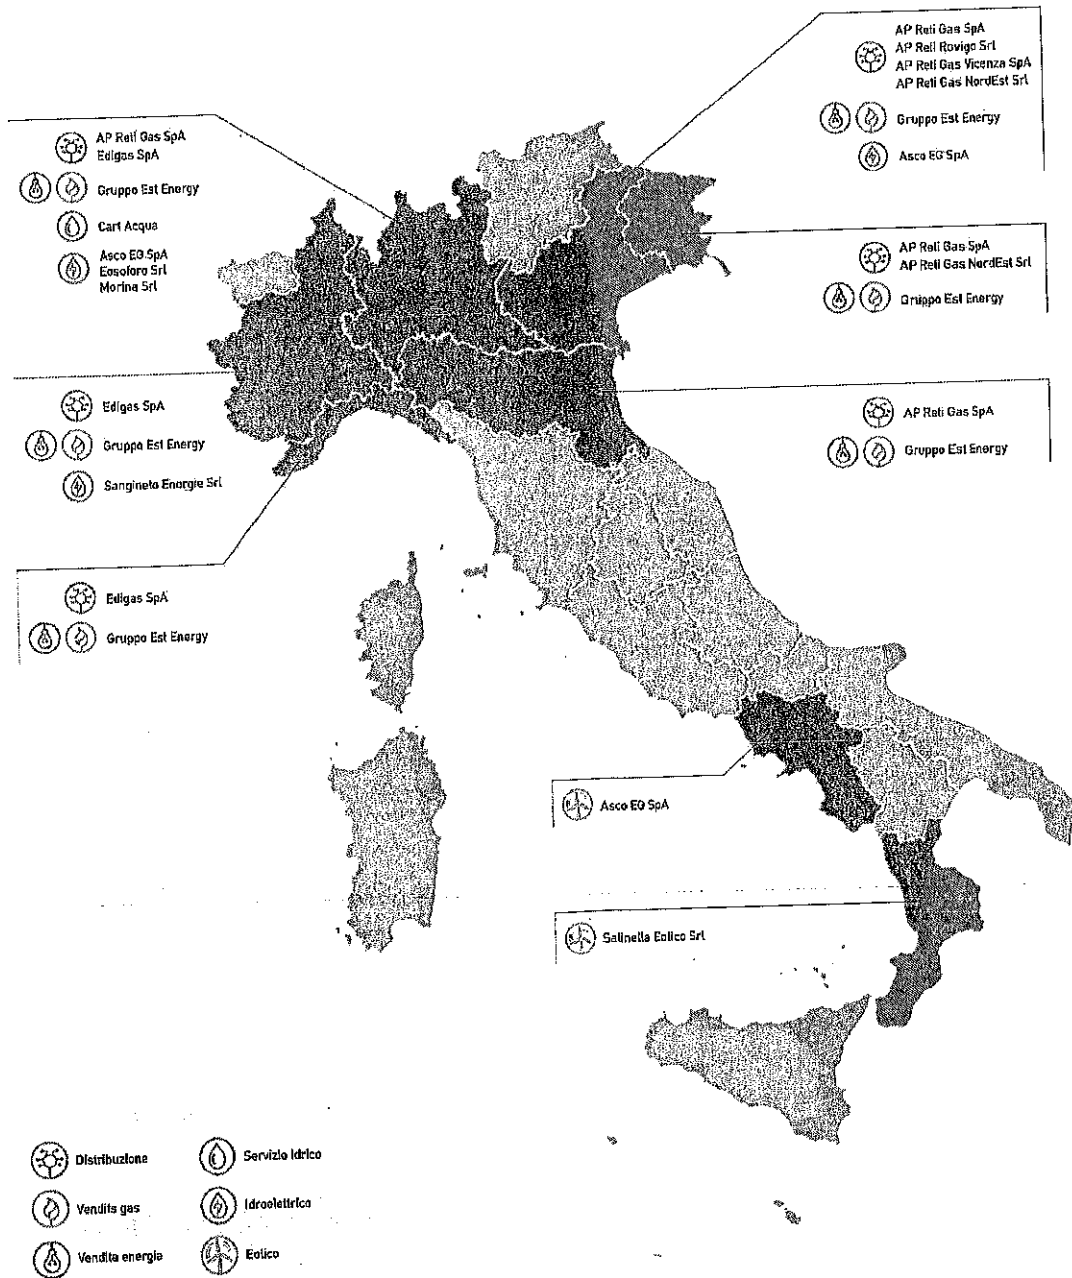 AP Reti Gas SpA
AP Reti Rovigo Srl
AP Reti Gas Vicenza SpA
AP Reti Gas NordEst Srl
Gruppo Est Energy
Asco EG SpA
AP Reti Gas SpA
Edigas SpA
Gruppo Est Energy
Cart Acqua
Asco EG SpA
Eosforo Srl
Morina Srl
AP Reti Gas SpA
AP Reti Gas NordEst Srl
Gruppo Est Energy
Edigas SpA
Gruppo Est Energy
Sangineto Energie Srl
AP Reti Gas SpA
Gruppo Est Energy
Edigas SpA
Gruppo Est Energy
Asco EG SpA
Salinella Eolico Srl
Distribuzione
Servizio Idrico
Vendita gas
Idroelettrico
Vendita energia
Eolico